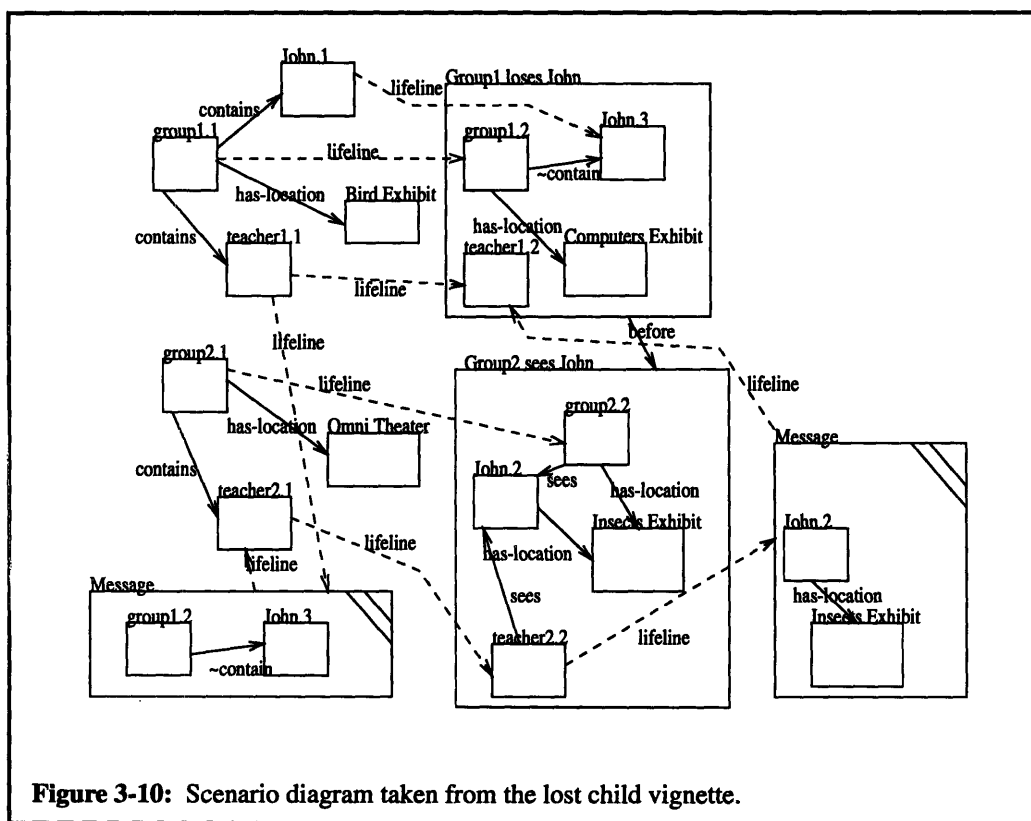 John.1
lifeline
Group1 loses John
contains
group1.1
group1.2
John.3
lifeline
~contain
has-location
Bird Exhibit
has-location
contains
teacher1.1
teacher1.2
Computers Exhibit
lifeline
lifeline
before
group2.1
lifeline
Group2 sees John
lifeline
group2.2
has-location
Omni Theater
Message
contains
John.2
sees
has-location
teacher2.1
Insects Exhibit
John.2
lifeline
has-location
lifeline
Message
sees
has-location
Insects Exhibit
group1.2
John.3
lifeline
teacher2.2
~contain
Figure 3-10: Scenario diagram taken from the lost child vignette.